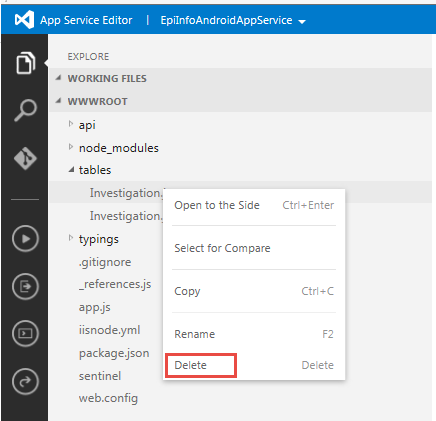 App Service Editor | EpiInfoAndroidAppService
EXPLORE
WORKING FILES
WWWROOT
api
node_modules
tables
Investigation.
Investigation.
Open to the Side Ctrl+Enter
Select for Compare
Copy Ctrl+C
Rename F2
Delete Delete
typings
.gitignore
_references.js
app.js
iisnode.yml
package.json
sentinel
web.config